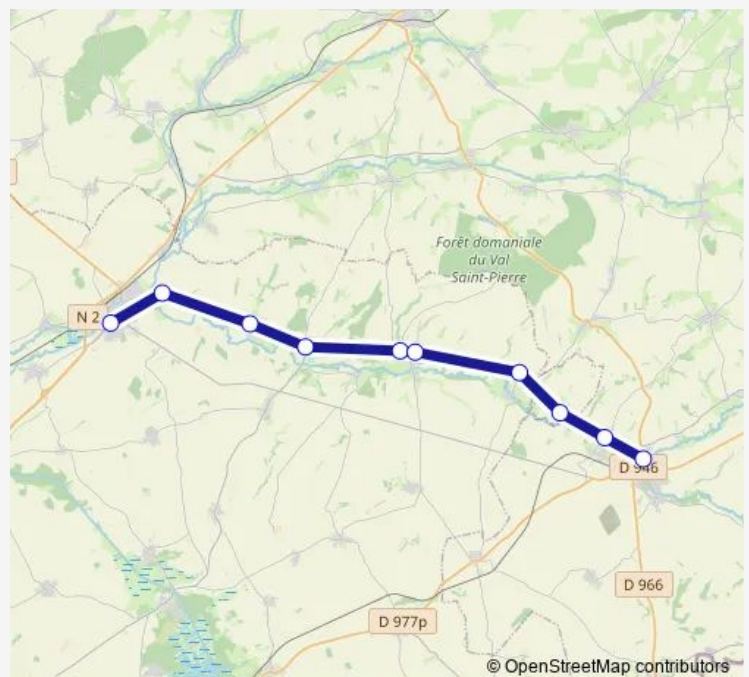 Forêt domaniale
du Val
Saint-Pierre
N 2
D 946
D 966
D 977p
© OpenStreetMap contributors